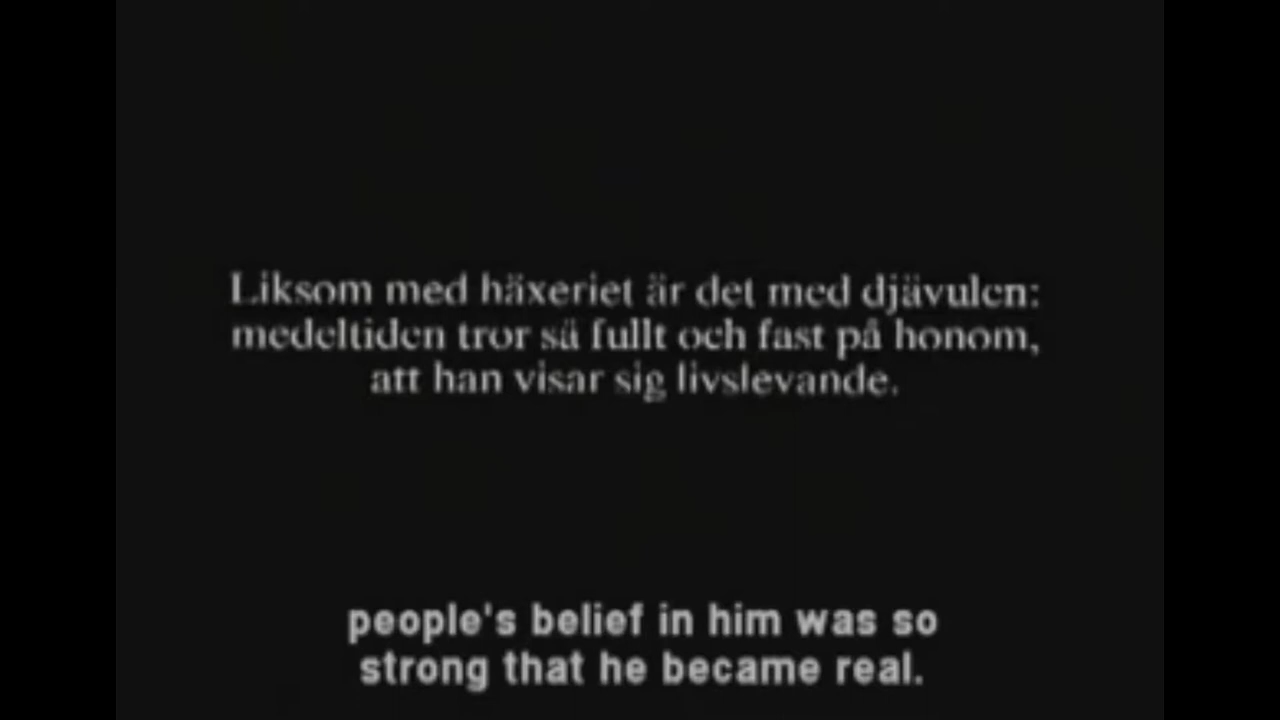 Liksom med häxeriet är det med djävulen:
medeltiden tror så fullt och fast på honom,
att han visar sig livslevande.
people's belief in him was so
strong that he became real.